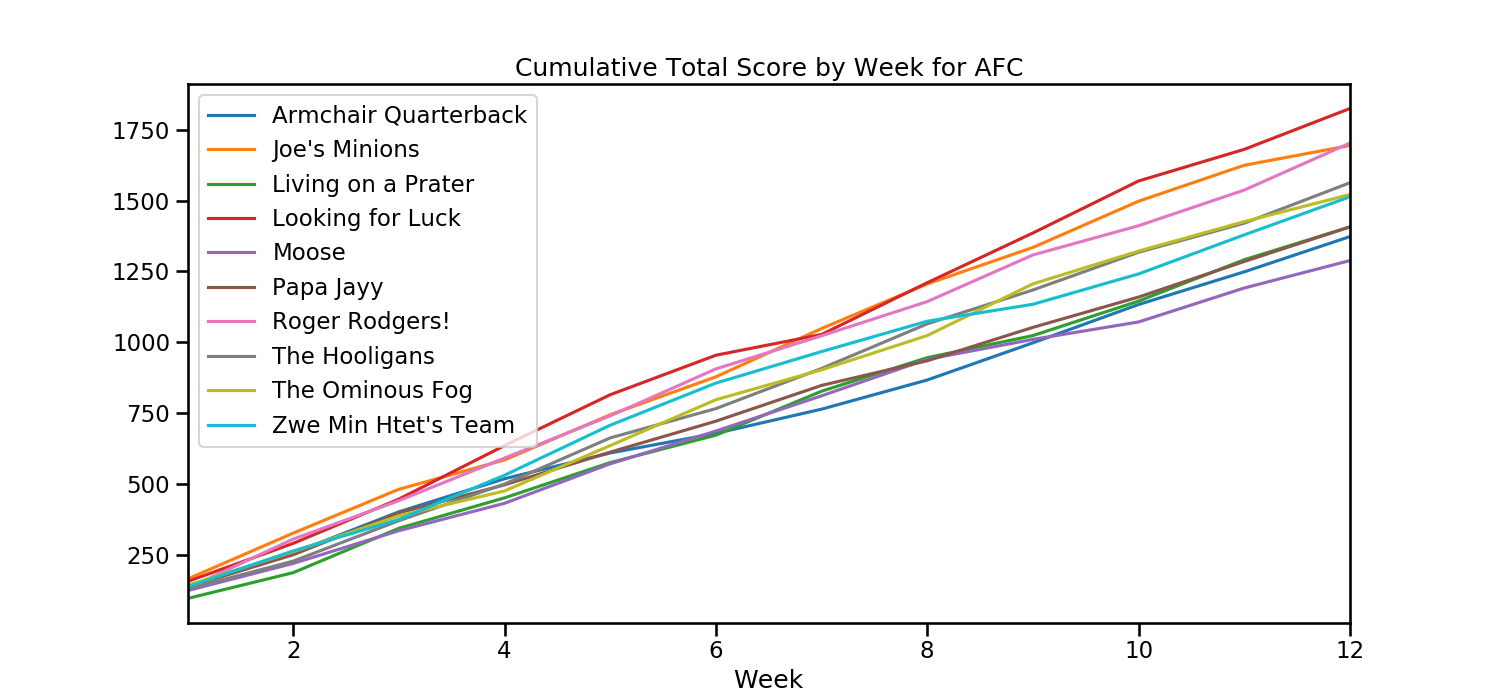 Cumulative Total Score by Week for AFC
1750
1500
1250
1000
750
500
250
Armchair Quarterback
Joe's Minions
Living on a Prater
Looking for Luck
Moose
Papa Jayy
Roger Rodgers!
The Hooligans
The Ominous Fog
Zwe Min Htet's Team
2 4 6 8 10 12
Week